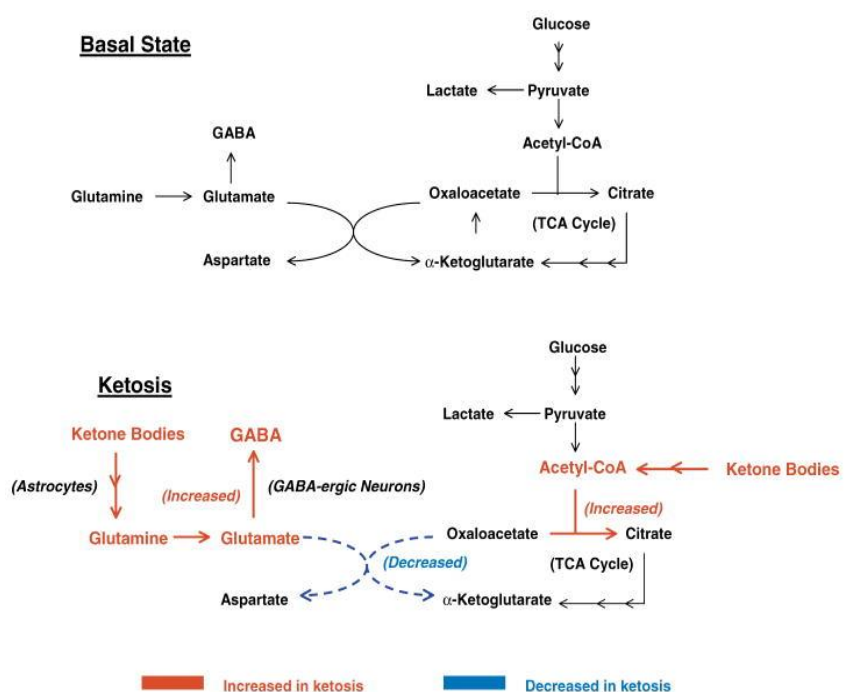 Basal State
Glucose
Lactate Pyruvate
GABA
Acetyl-CoA
Glutamine Glutamate Oxaloacetate Citrate
(TCA Cycle)
Aspartate α-Ketoglutarate
Ketosis
Glucose
Lactate Pyruvate
Ketone Bodies GABA
Acetyl-CoA Ketone Bodies
(Astrocytes) (Increased) (GABA-ergic Neurons)
(Increased)
Glutamine Glutamate Oxaloacetate Citrate
(Decreased) (TCA Cycle)
Aspartate α-Ketoglutarate
Increased in ketosis Decreased in ketosis